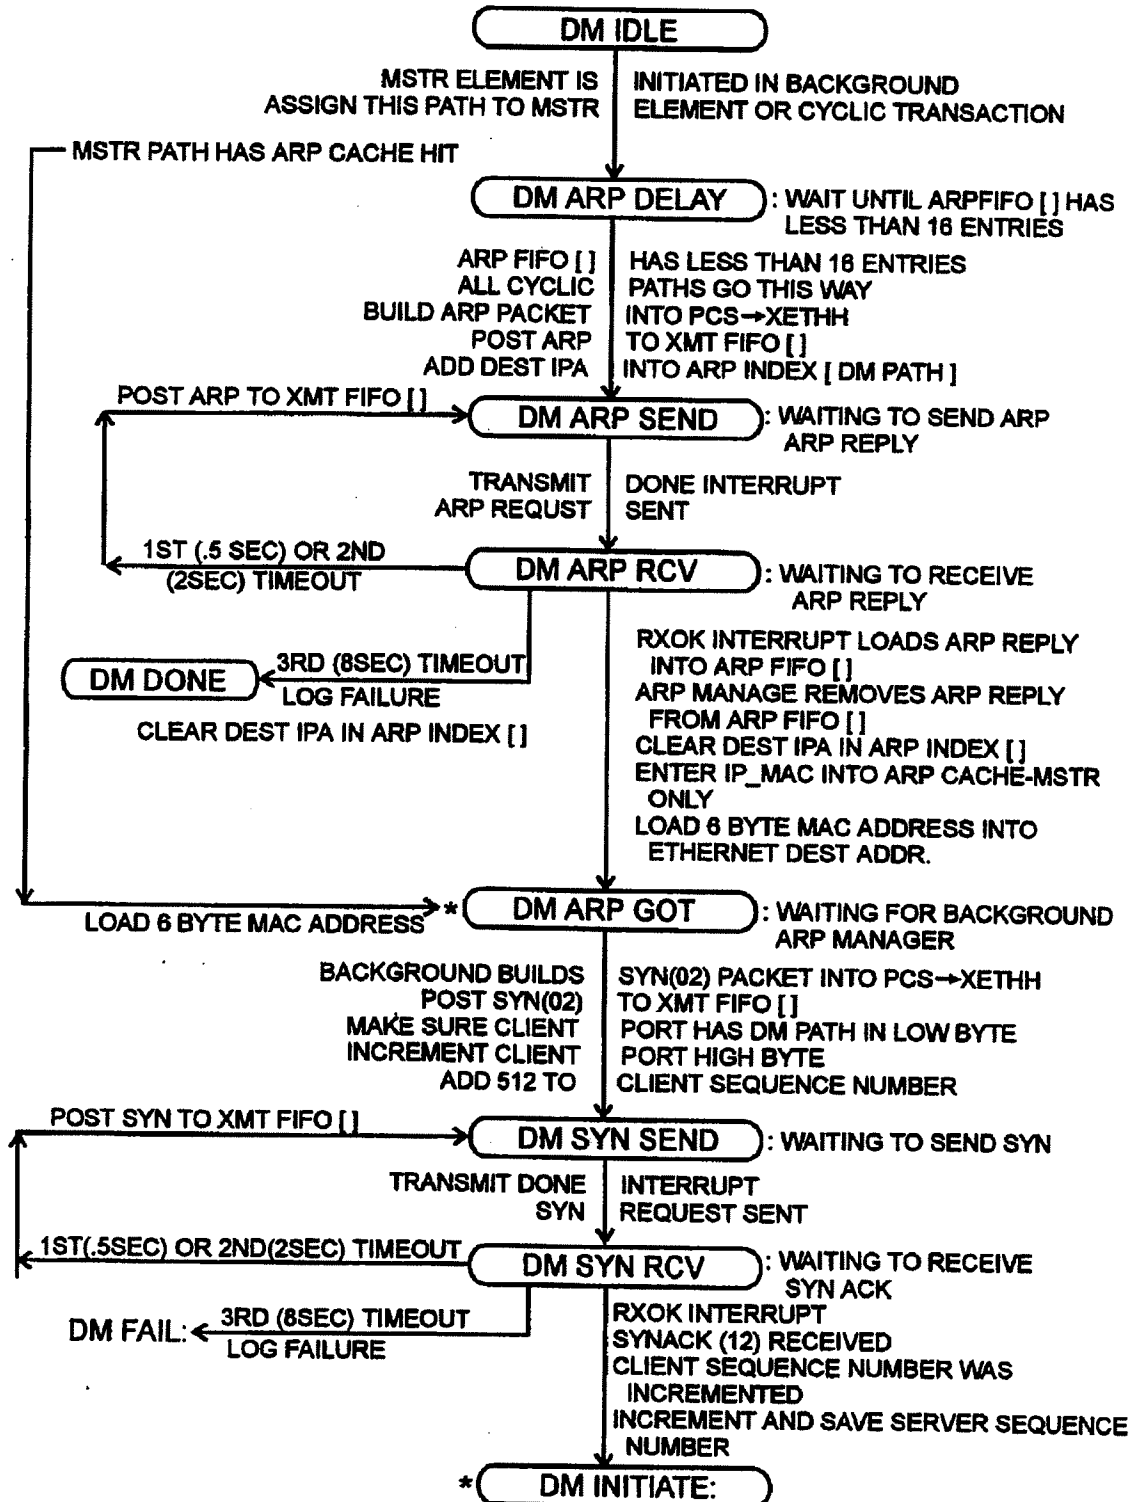 DM IDLE
MSTR ELEMENT IS INITIATED IN BACKGROUND
ASSIGN THIS PATH TO MSTR ELEMENT OR CYCLIC TRANSACTION
MSTR PATH HAS ARP CACHE HIT
DM ARP DELAY : WAIT UNTIL ARPFIFO [ ] HAS
LESS THAN 16 ENTRIES
ARP FIFO [ ] HAS LESS THAN 16 ENTRIES
ALL CYCLIC PATHS GO THIS WAY
BUILD ARP PACKET INTO PCS→XETHH
POST ARP TO XMT FIFO [ ]
ADD DEST IPA INTO ARP INDEX [ DM PATH ]
POST ARP TO XMT FIFO [ ]
DM ARP SEND : WAITING TO SEND ARP
ARP REPLY
TRANSMIT DONE INTERRUPT
ARP REQUST SENT
1ST (.5 SEC) OR 2ND
(2SEC) TIMEOUT
DM ARP RCV : WAITING TO RECEIVE
ARP REPLY
3RD (8SEC) TIMEOUT
DM DONE
LOG FAILURE
CLEAR DEST IPA IN ARP INDEX [ ]
RXOK INTERRUPT LOADS ARP REPLY
INTO ARP FIFO [ ]
ARP MANAGE REMOVES ARP REPLY
FROM ARP FIFO [ ]
CLEAR DEST IPA IN ARP INDEX [ ]
ENTER IP_MAC INTO ARP CACHE-MSTR
ONLY
LOAD 6 BYTE MAC ADDRESS INTO
ETHERNET DEST ADDR.
LOAD 6 BYTE MAC ADDRESS
* DM ARP GOT : WAITING FOR BACKGROUND
ARP MANAGER
BACKGROUND BUILDS SYN(02) PACKET INTO PCS→XETHH
POST SYN(02) TO XMT FIFO [ ]
MAKE SURE CLIENT PORT HAS DM PATH IN LOW BYTE
INCREMENT CLIENT PORT HIGH BYTE
ADD 512 TO CLIENT SEQUENCE NUMBER
POST SYN TO XMT FIFO [ ]
DM SYN SEND : WAITING TO SEND SYN
TRANSMIT DONE INTERRUPT
SYN REQUEST SENT
1ST(.5SEC) OR 2ND(2SEC) TIMEOUT
DM SYN RCV : WAITING TO RECEIVE
SYN ACK
DM FAIL: 3RD (8SEC) TIMEOUT
LOG FAILURE
RXOK INTERRUPT
SYNACK (12) RECEIVED
CLIENT SEQUENCE NUMBER WAS
INCREMENTED
INCREMENT AND SAVE SERVER SEQUENCE
NUMBER
* DM INITIATE: